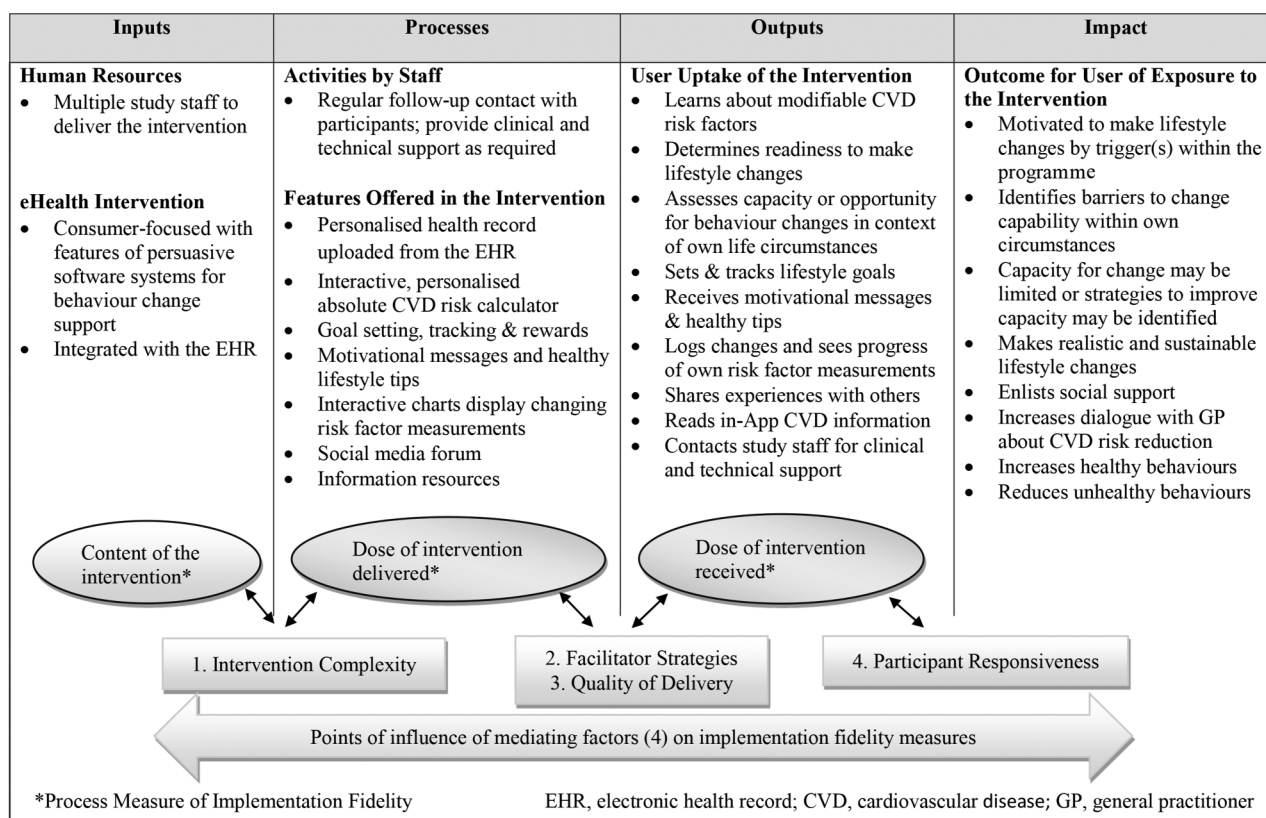 Inputs
Processes
Outputs
Impact
Human Resources
• Multiple study staff to
deliver the intervention
eHealth Intervention
• Consumer-focused with
features of persuasive
software systems for
behaviour change
support
• Integrated with the EHR
Activities by Staff
• Regular follow-up contact with
participants; provide clinical and
technical support as required
Features Offered in the Intervention
• Personalised health record
uploaded from the EHR
• Interactive, personalised
absolute CVD risk calculator
• Goal setting, tracking & rewards
• Motivational messages and healthy
lifestyle tips
• Interactive charts display changing
risk factor measurements
• Social media forum
• Information resources
User Uptake of the Intervention
• Learns about modifiable CVD
risk factors
• Determines readiness to make
lifestyle changes
• Assesses capacity or opportunity
for behaviour changes in context
of own life circumstances
• Sets & tracks lifestyle goals
• Receives motivational messages
& healthy tips
• Logs changes and sees progress
of own risk factor measurements
• Shares experiences with others
• Reads in-App CVD information
• Contacts study staff for clinical
and technical support
Outcome for User of Exposure to
the Intervention
• Motivated to make lifestyle
changes by trigger(s) within the
programme
• Identifies barriers to change
capability within own
circumstances
• Capacity for change may be
limited or strategies to improve
capacity may be identified
• Makes realistic and sustainable
lifestyle changes
• Enlists social support
• Increases dialogue with GP
about CVD risk reduction
• Increases healthy behaviours
• Reduces unhealthy behaviours
Content of the
intervention*
Dose of intervention
delivered*
Dose of intervention
received*
1. Intervention Complexity
2. Facilitator Strategies
3. Quality of Delivery
4. Participant Responsiveness
Points of influence of mediating factors (4) on implementation fidelity measures
*Process Measure of Implementation Fidelity
EHR, electronic health record; CVD, cardiovascular disease; GP, general practitioner